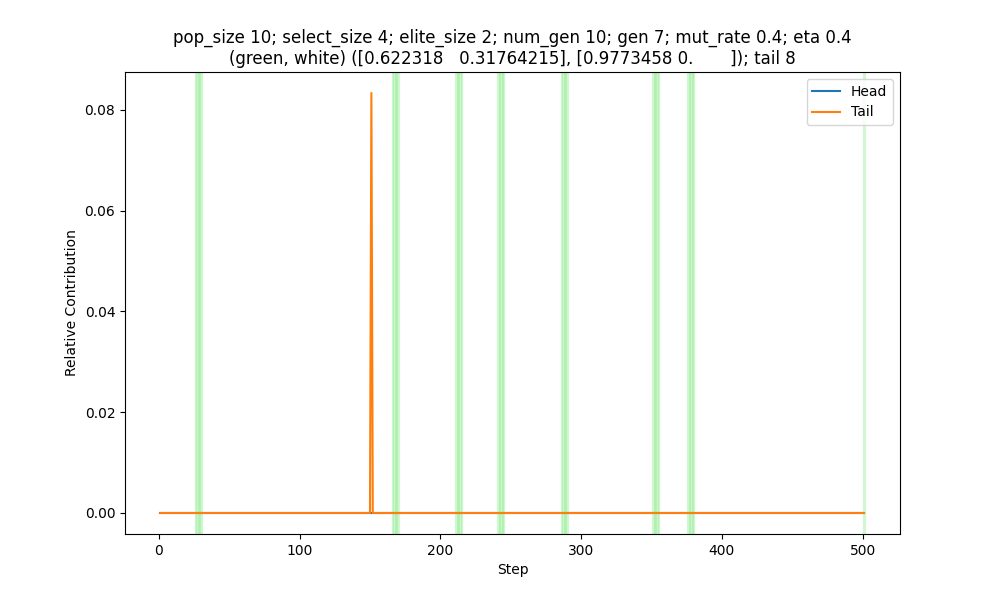 pop_size 10; select_size 4; elite_size 2; num_gen 10; gen 7; mut_rate 0.4; eta 0.4
(green, white) ([0.622318   0.31764215], [0.9773458 0.        ]); tail 8
Head
Tail
0.08
0.06
0.04
0.02
0.00
Relative Contribution
0 100 200 300 400 500
Step